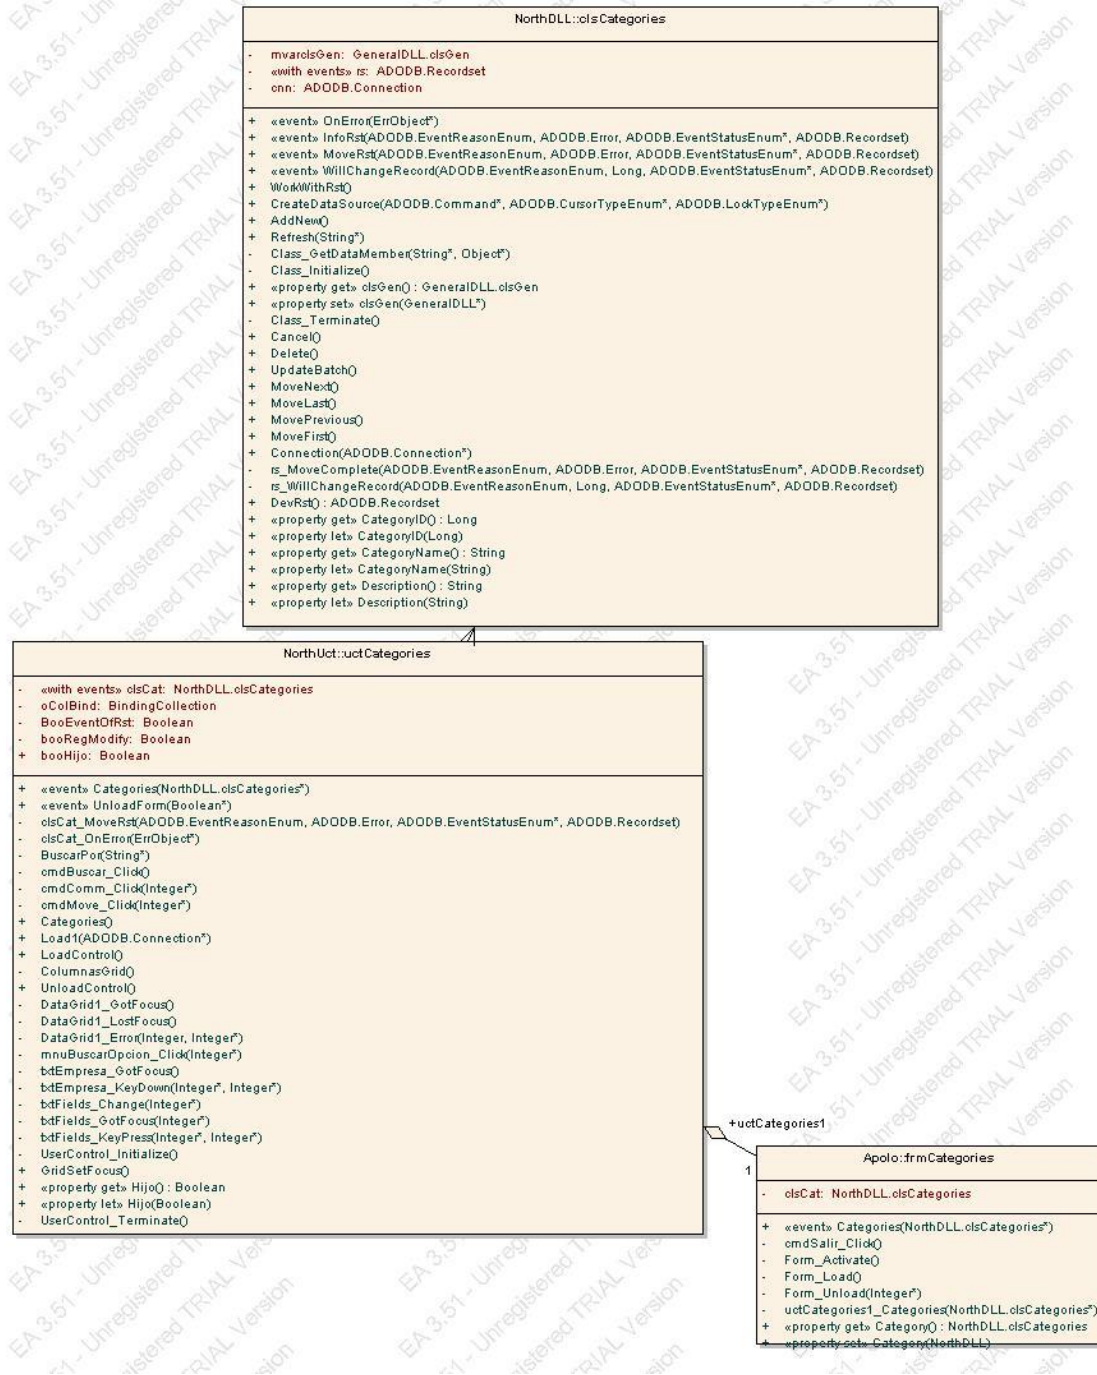 NorthDLL::clsCategories
- mvarclsGen: GeneralDLL.clsGen
- «with events» rs: ADODB.Recordset
- cnn: ADODB.Connection
+ «event» OnError(ErrObject*)
+ «event» InfoRst(ADODB.EventReasonEnum, ADODB.Error, ADODB.EventStatusEnum*, ADODB.Recordset)
+ «event» MoveRst(ADODB.EventReasonEnum, ADODB.Error, ADODB.EventStatusEnum*, ADODB.Recordset)
+ «event» WillChangeRecord(ADODB.EventReasonEnum, Long, ADODB.EventStatusEnum*, ADODB.Recordset)
+ WorkWithRst()
+ CreateDataSource(ADODB.Command*, ADODB.CursorTypeEnum*, ADODB.LockTypeEnum*)
+ AddNew()
+ Refresh(String*)
- Class_GetDataMember(String*, Object*)
- Class_Initialize()
+ «property get» clsGen() : GeneralDLL.clsGen
+ «property set» clsGen(GeneralDLL*)
- Class_Terminate()
+ Cancel()
+ Delete()
+ UpdateBatch()
+ MoveNext()
+ MoveLast()
+ MovePrevious()
+ MoveFirst()
+ Connection(ADODB.Connection*)
- rs_MoveComplete(ADODB.EventReasonEnum, ADODB.Error, ADODB.EventStatusEnum*, ADODB.Recordset)
- rs_WillChangeRecord(ADODB.EventReasonEnum, Long, ADODB.EventStatusEnum*, ADODB.Recordset)
+ DevRst() : ADODB.Recordset
+ «property get» CategoryID() : Long
+ «property let» CategoryID(Long)
+ «property get» CategoryName() : String
+ «property let» CategoryName(String)
+ «property get» Description() : String
+ «property let» Description(String)
NorthUct::uctCategories
- «with events» clsCat: NorthDLL.clsCategories
- oColBind: BindingCollection
- BooEventOfRst: Boolean
- booRegModify: Boolean
+ booHijo: Boolean
+ «event» Categories(NorthDLL.clsCategories*)
+ «event» UnloadForm(Boolean*)
- clsCat_MoveRst(ADODB.EventReasonEnum, ADODB.Error, ADODB.EventStatusEnum*, ADODB.Recordset)
- clsCat_OnError(ErrObject*)
- BuscarPor(String*)
- cmdBuscar_Click()
- cmdComm_Click(Integer*)
- cmdMove_Click(Integer*)
+ Categories()
+ Load1(ADODB.Connection*)
+ LoadControl()
- ColumnasGrid()
+ UnloadControl()
- DataGrid1_GotFocus()
- DataGrid1_LostFocus()
- DataGrid1_Error(Integer, Integer*)
- mnuBuscarOpcion_Click(Integer*)
- txtEmpresa_GotFocus()
- txtEmpresa_KeyDown(Integer*, Integer*)
- txtFields_Change(Integer*)
- txtFields_GotFocus(Integer*)
- txtFields_KeyPress(Integer*, Integer*)
- UserControl_Initialize()
+ GridSetFocus()
+ «property get» Hijo() : Boolean
+ «property let» Hijo(Boolean)
- UserControl_Terminate()
+uctCategories1
1
Apolo::frmCategories
- clsCat: NorthDLL.clsCategories
+ «event» Categories(NorthDLL.clsCategories*)
- cmdSalir_Click()
- Form_Activate()
- Form_Load()
- Form_Unload(Integer*)
- uctCategories1_Categories(NorthDLL.clsCategories*)
+ «property get» Category() : NorthDLL.clsCategories
+ «property set» Category(NorthDLL)
EA 3.51 - Unregistered TRIAL Version